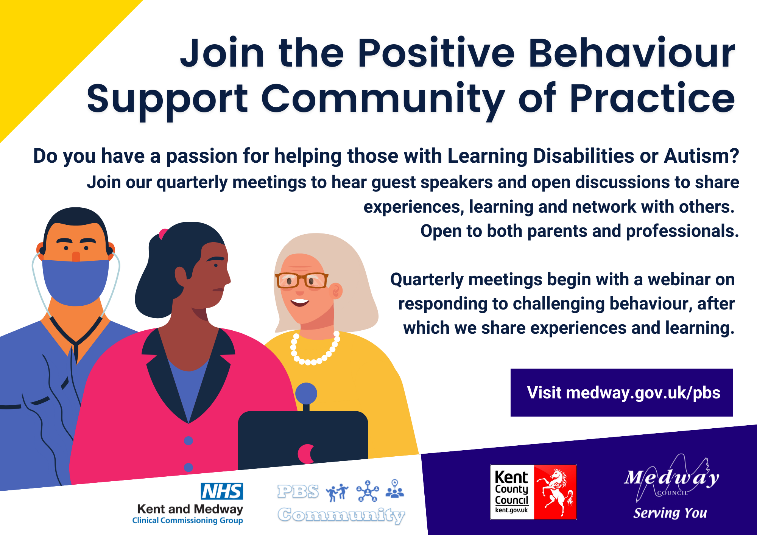 Join the Positive Behaviour
Support Community of Practice
Do you have a passion for helping those with Learning Disabilities or Autism?
Join our quarterly meetings to hear guest speakers and open discussions to share
experiences, learning and network with others.
Open to both parents and professionals.
Quarterly meetings begin with a webinar on
responding to challenging behaviour, after
which we share experiences and learning.
Visit medway.gov.uk/pbs
NHS
Kent and Medway
Clinical Commissioning Group
PBS
Community
Kent
County
Council
kent.gov.uk
Medway
COUNCIL
Serving You